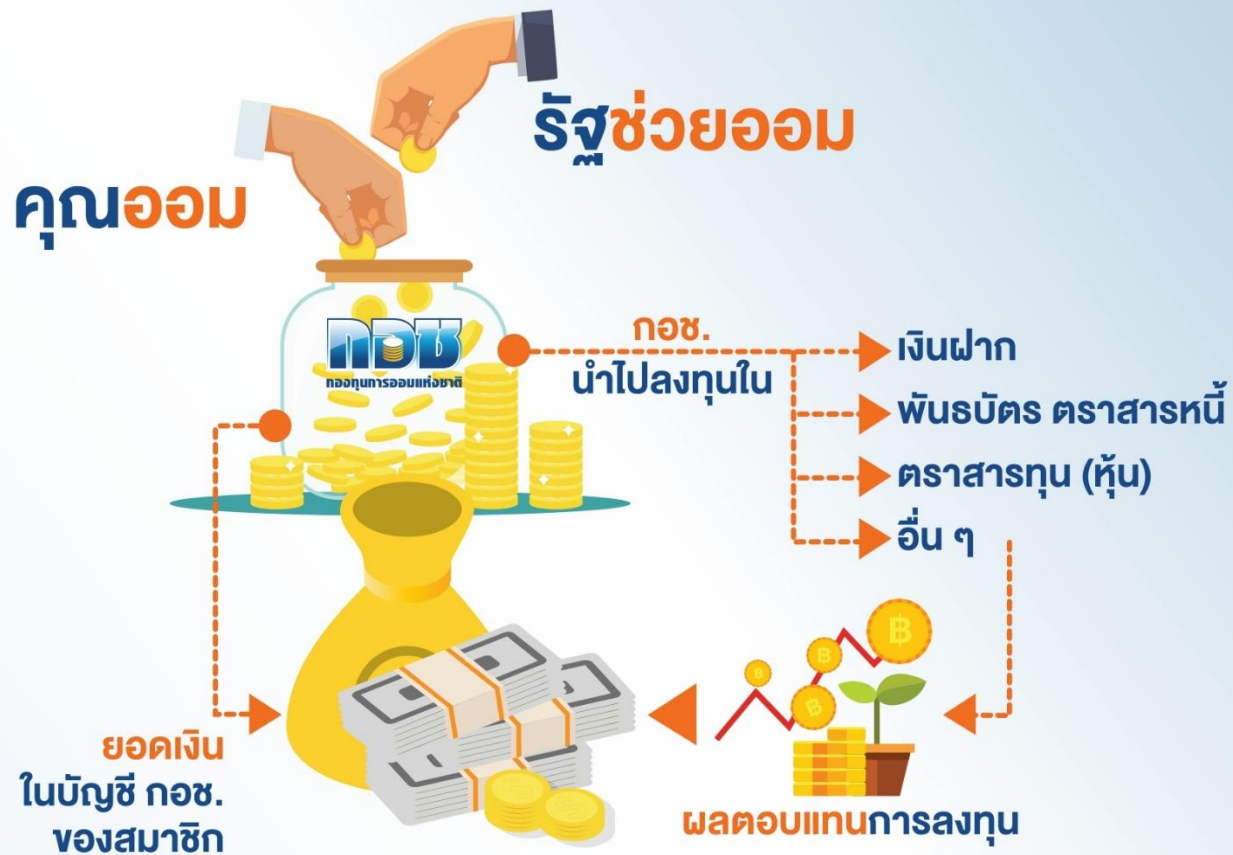 รัฐช่วยออม
คุณออม
กอช
กองทุนการออมแห่งชาติ
กอช.
นำไปลงทุนใน
เงินฝาก
พันธบัตร ตราสารหนี้
ตราสารทุน (หุ้น)
อื่น ๆ
ยอดเงิน
ในบัญชี กอช.
ของสมาชิก
ผลตอบแทนการลงทุน